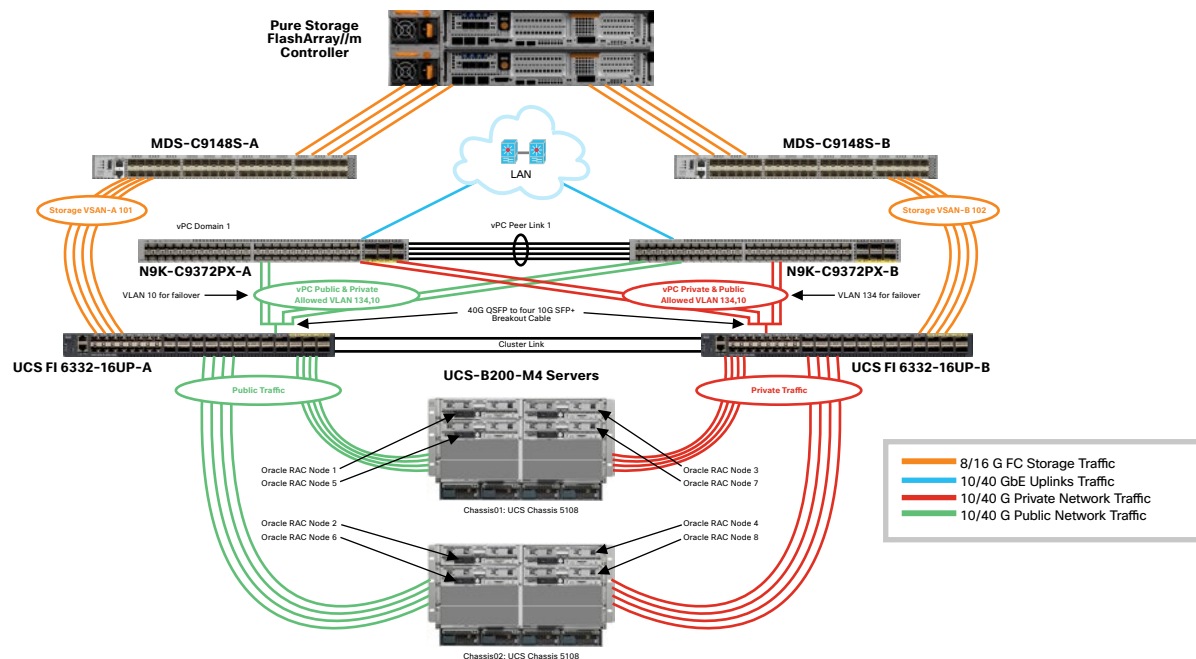 Pure Storage
FlashArray//m
Controller
MDS-C9148S-A
MDS-C9148S-B
LAN
Storage VSAN-A 101
Storage VSAN-B 102
vPC Domain 1
vPC Peer Link 1
N9K-C9372PX-A
N9K-C9372PX-B
VLAN 10 for failover
vPC Public & Private
Allowed VLAN 134,10
vPC Private & Public
Allowed VLAN 134,10
VLAN 134 for failover
40G QSFP to four 10G SFP+
Breakout Cable
Cluster Link
UCS FI 6332-16UP-A
UCS FI 6332-16UP-B
UCS-B200-M4 Servers
Public Traffic
Private Traffic
Oracle RAC Node 1
Oracle RAC Node 5
Oracle RAC Node 3
Oracle RAC Node 7
Chassis01: UCS Chassis 5108
Oracle RAC Node 2
Oracle RAC Node 6
Oracle RAC Node 4
Oracle RAC Node 8
Chassis02: UCS Chassis 5108
8/16 G FC Storage Traffic
10/40 GbE Uplinks Traffic
10/40 G Private Network Traffic
10/40 G Public Network Traffic